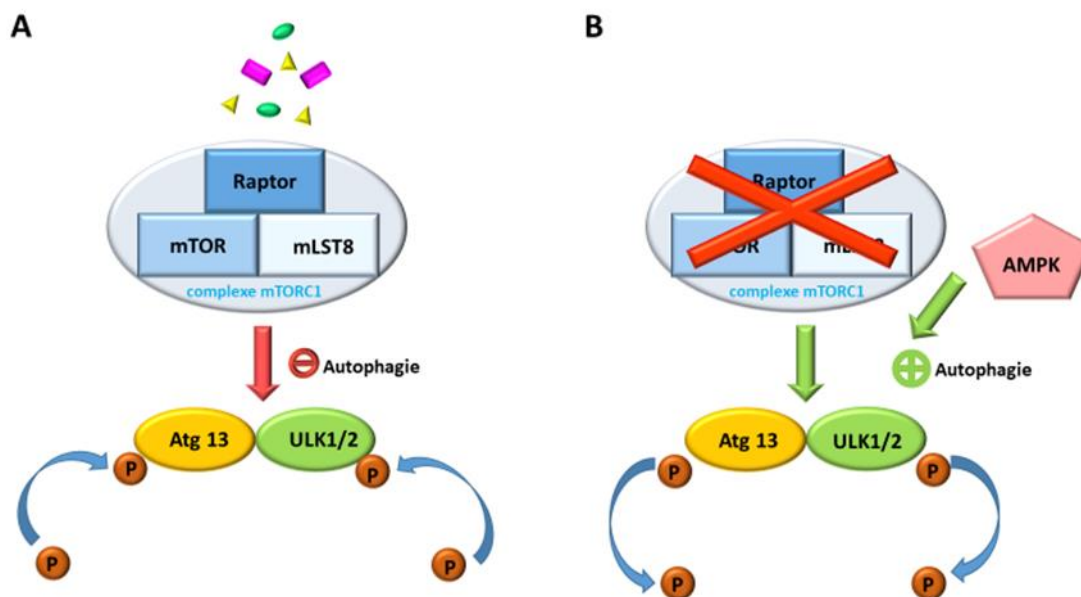 A
Raptor
mTOR mLST8
complexe mTORC1
Autophagie
Atg 13 ULK1/2
P P
P P
B
Raptor
complexe mTORC1
AMPK
Autophagie
Atg 13 ULK1/2
P P
P P